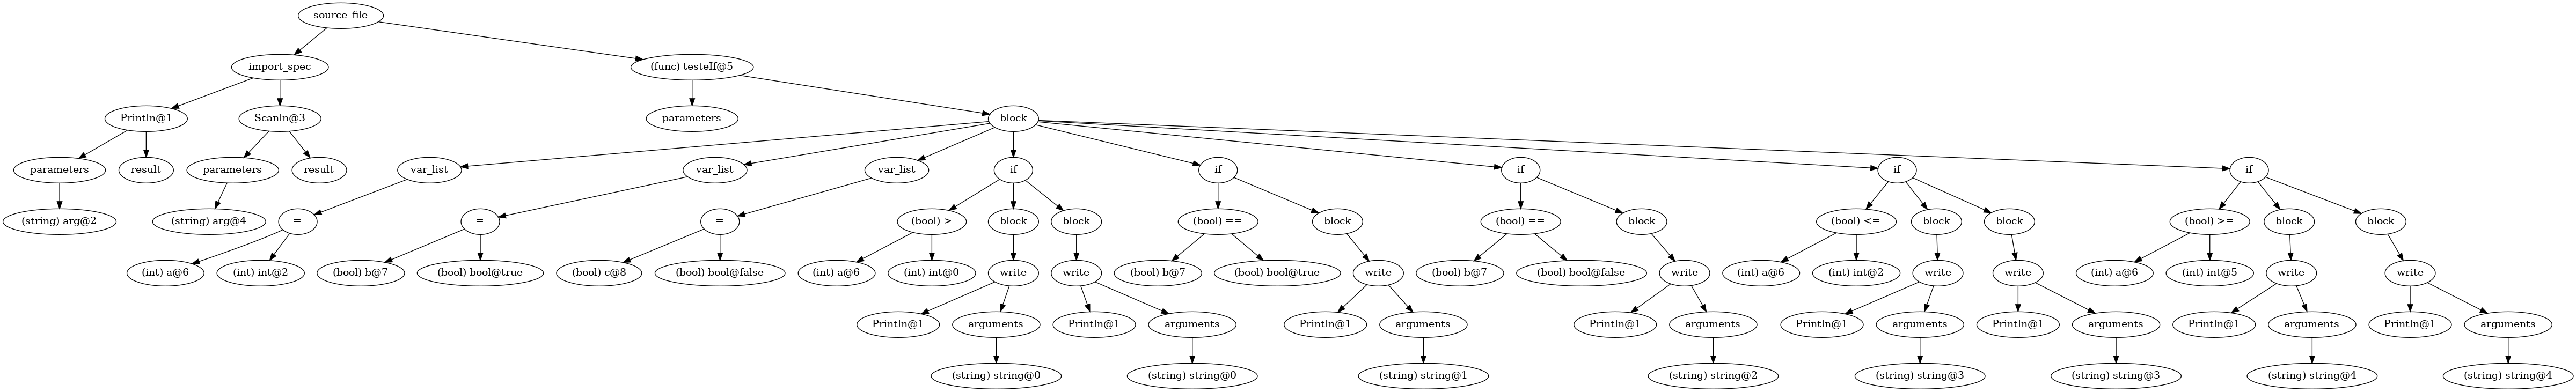 source_file
import_spec
(func) testeIf@5
Println@1
Scanln@3
parameters
block
parameters
result
parameters
result
var_list
var_list
var_list
if
if
if
if
if
(string) arg@2
(string) arg@4
=
=
=
(bool) >
block
block
(bool) ==
block
(bool) ==
block
(bool) <=
block
block
(bool) >=
block
block
(int) a@6
(int) int@2
(bool) b@7
(bool) bool@true
(bool) c@8
(bool) bool@false
(int) a@6
(int) int@0
write
write
(bool) b@7
(bool) bool@true
write
(bool) b@7
(bool) bool@false
write
(int) a@6
(int) int@2
write
write
(int) a@6
(int) int@5
write
write
Println@1
arguments
Println@1
arguments
Println@1
arguments
Println@1
arguments
Println@1
arguments
Println@1
arguments
Println@1
arguments
Println@1
arguments
(string) string@0
(string) string@0
(string) string@1
(string) string@2
(string) string@3
(string) string@3
(string) string@4
(string) string@4